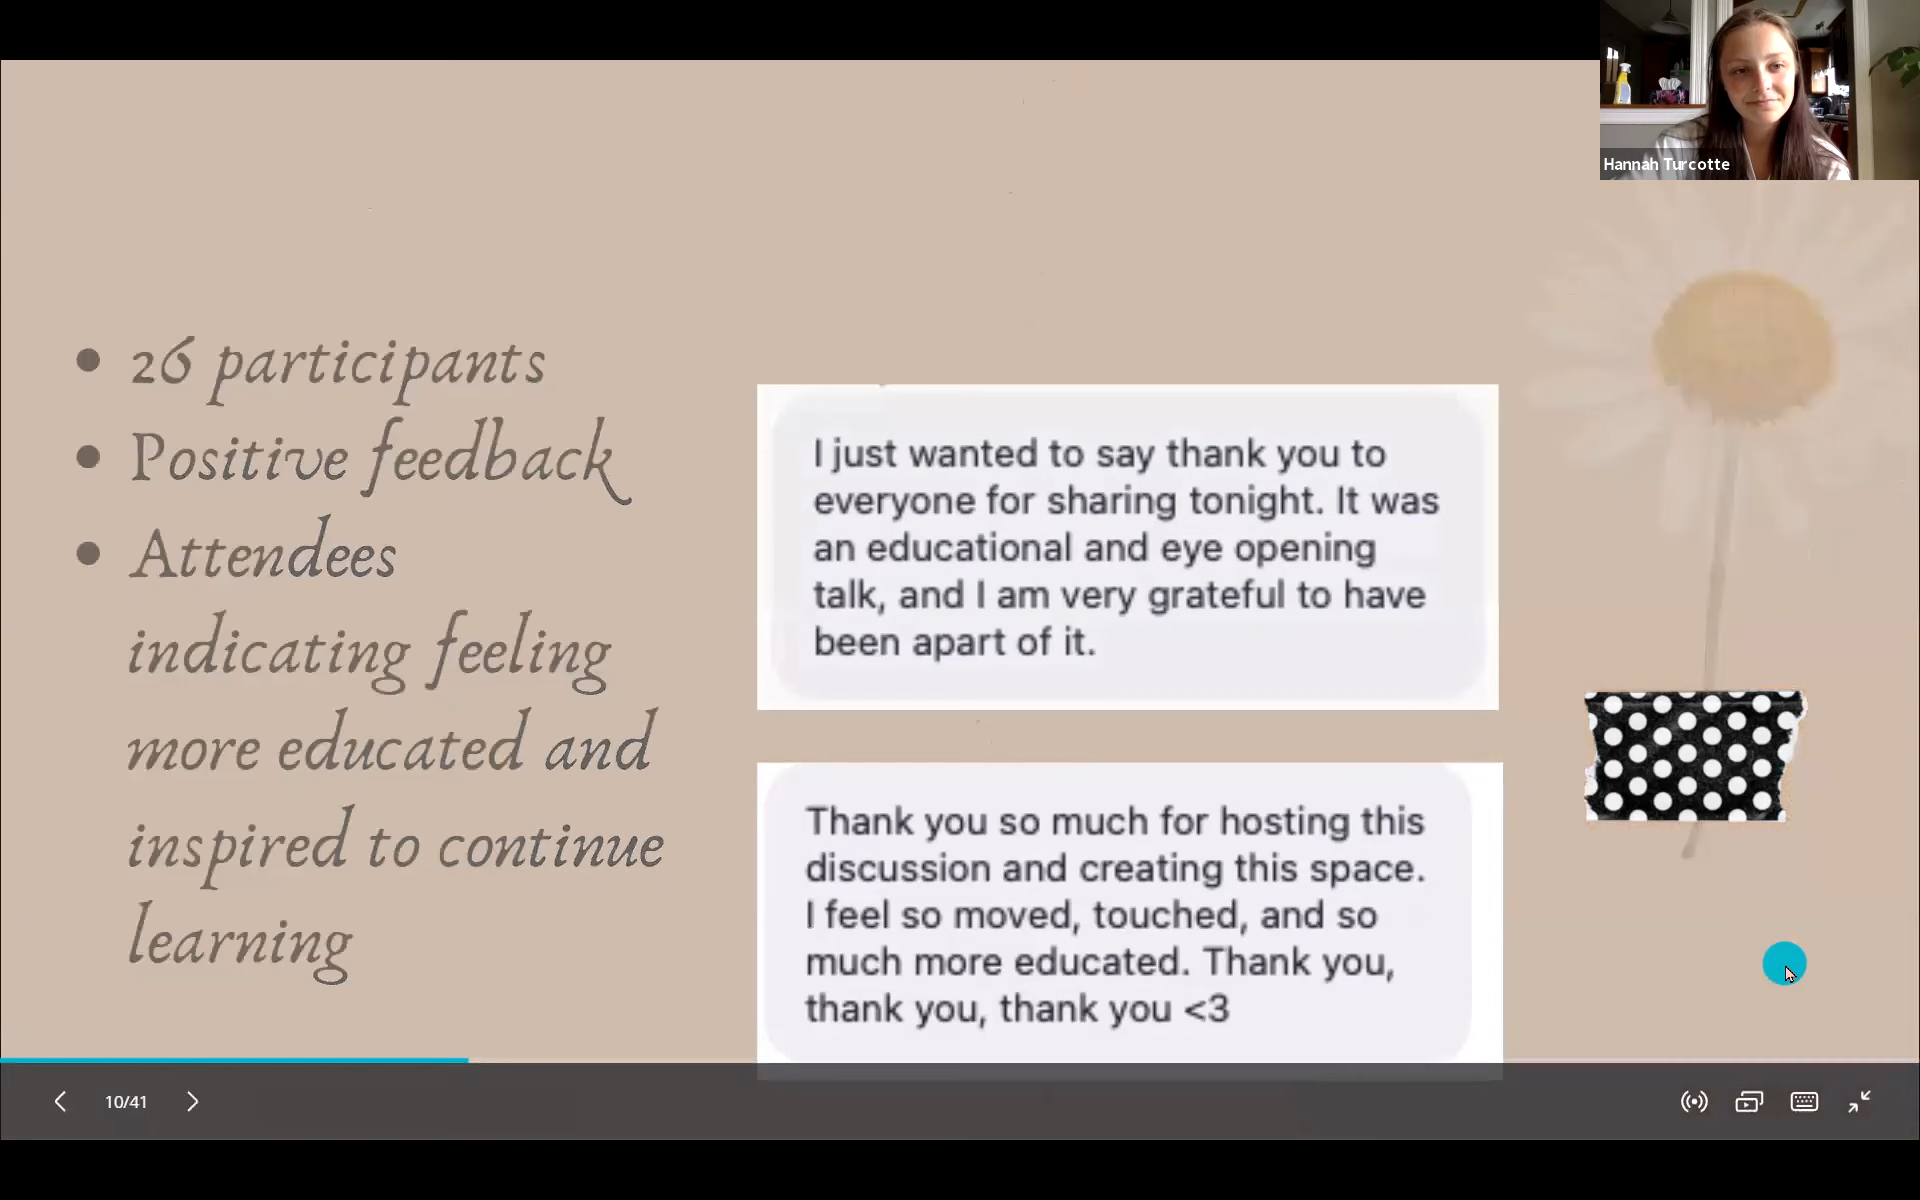 Hannah Turcotte
• 26 participants
• Positive feedback
• Attendees
indicating feeling
more educated and
inspired to continue
learning
I just wanted to say thank you to
everyone for sharing tonight. It was
an educational and eye opening
talk, and I am very grateful to have
been apart of it.
Thank you so much for hosting this
discussion and creating this space.
I feel so moved, touched, and so
much more educated. Thank you,
thank you, thank you <3
10/41